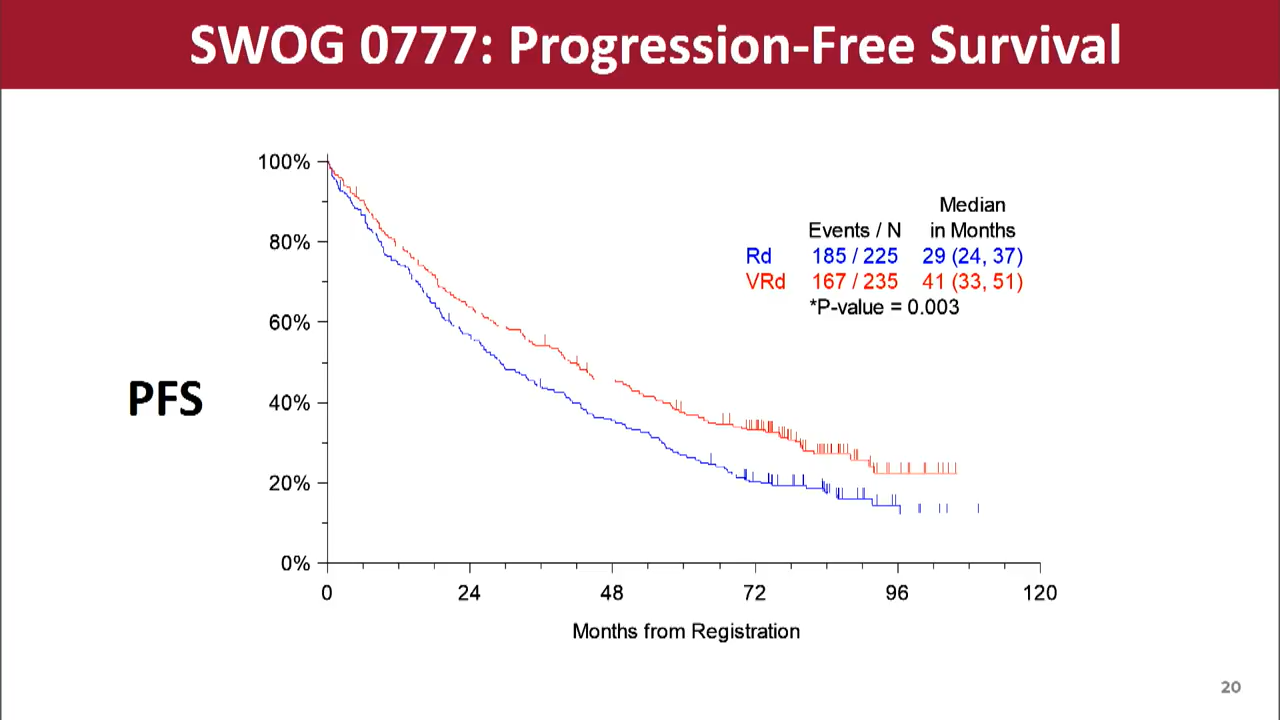 SWOG 0777: Progression-Free Survival
PFS
100%
80%
60%
40%
20%
0%
0 24 48 72 96 120
Months from Registration
Median
Events / N in Months
Rd 185 / 225 29 (24, 37)
VRd 167 / 235 41 (33, 51)
*P-value = 0.003
20